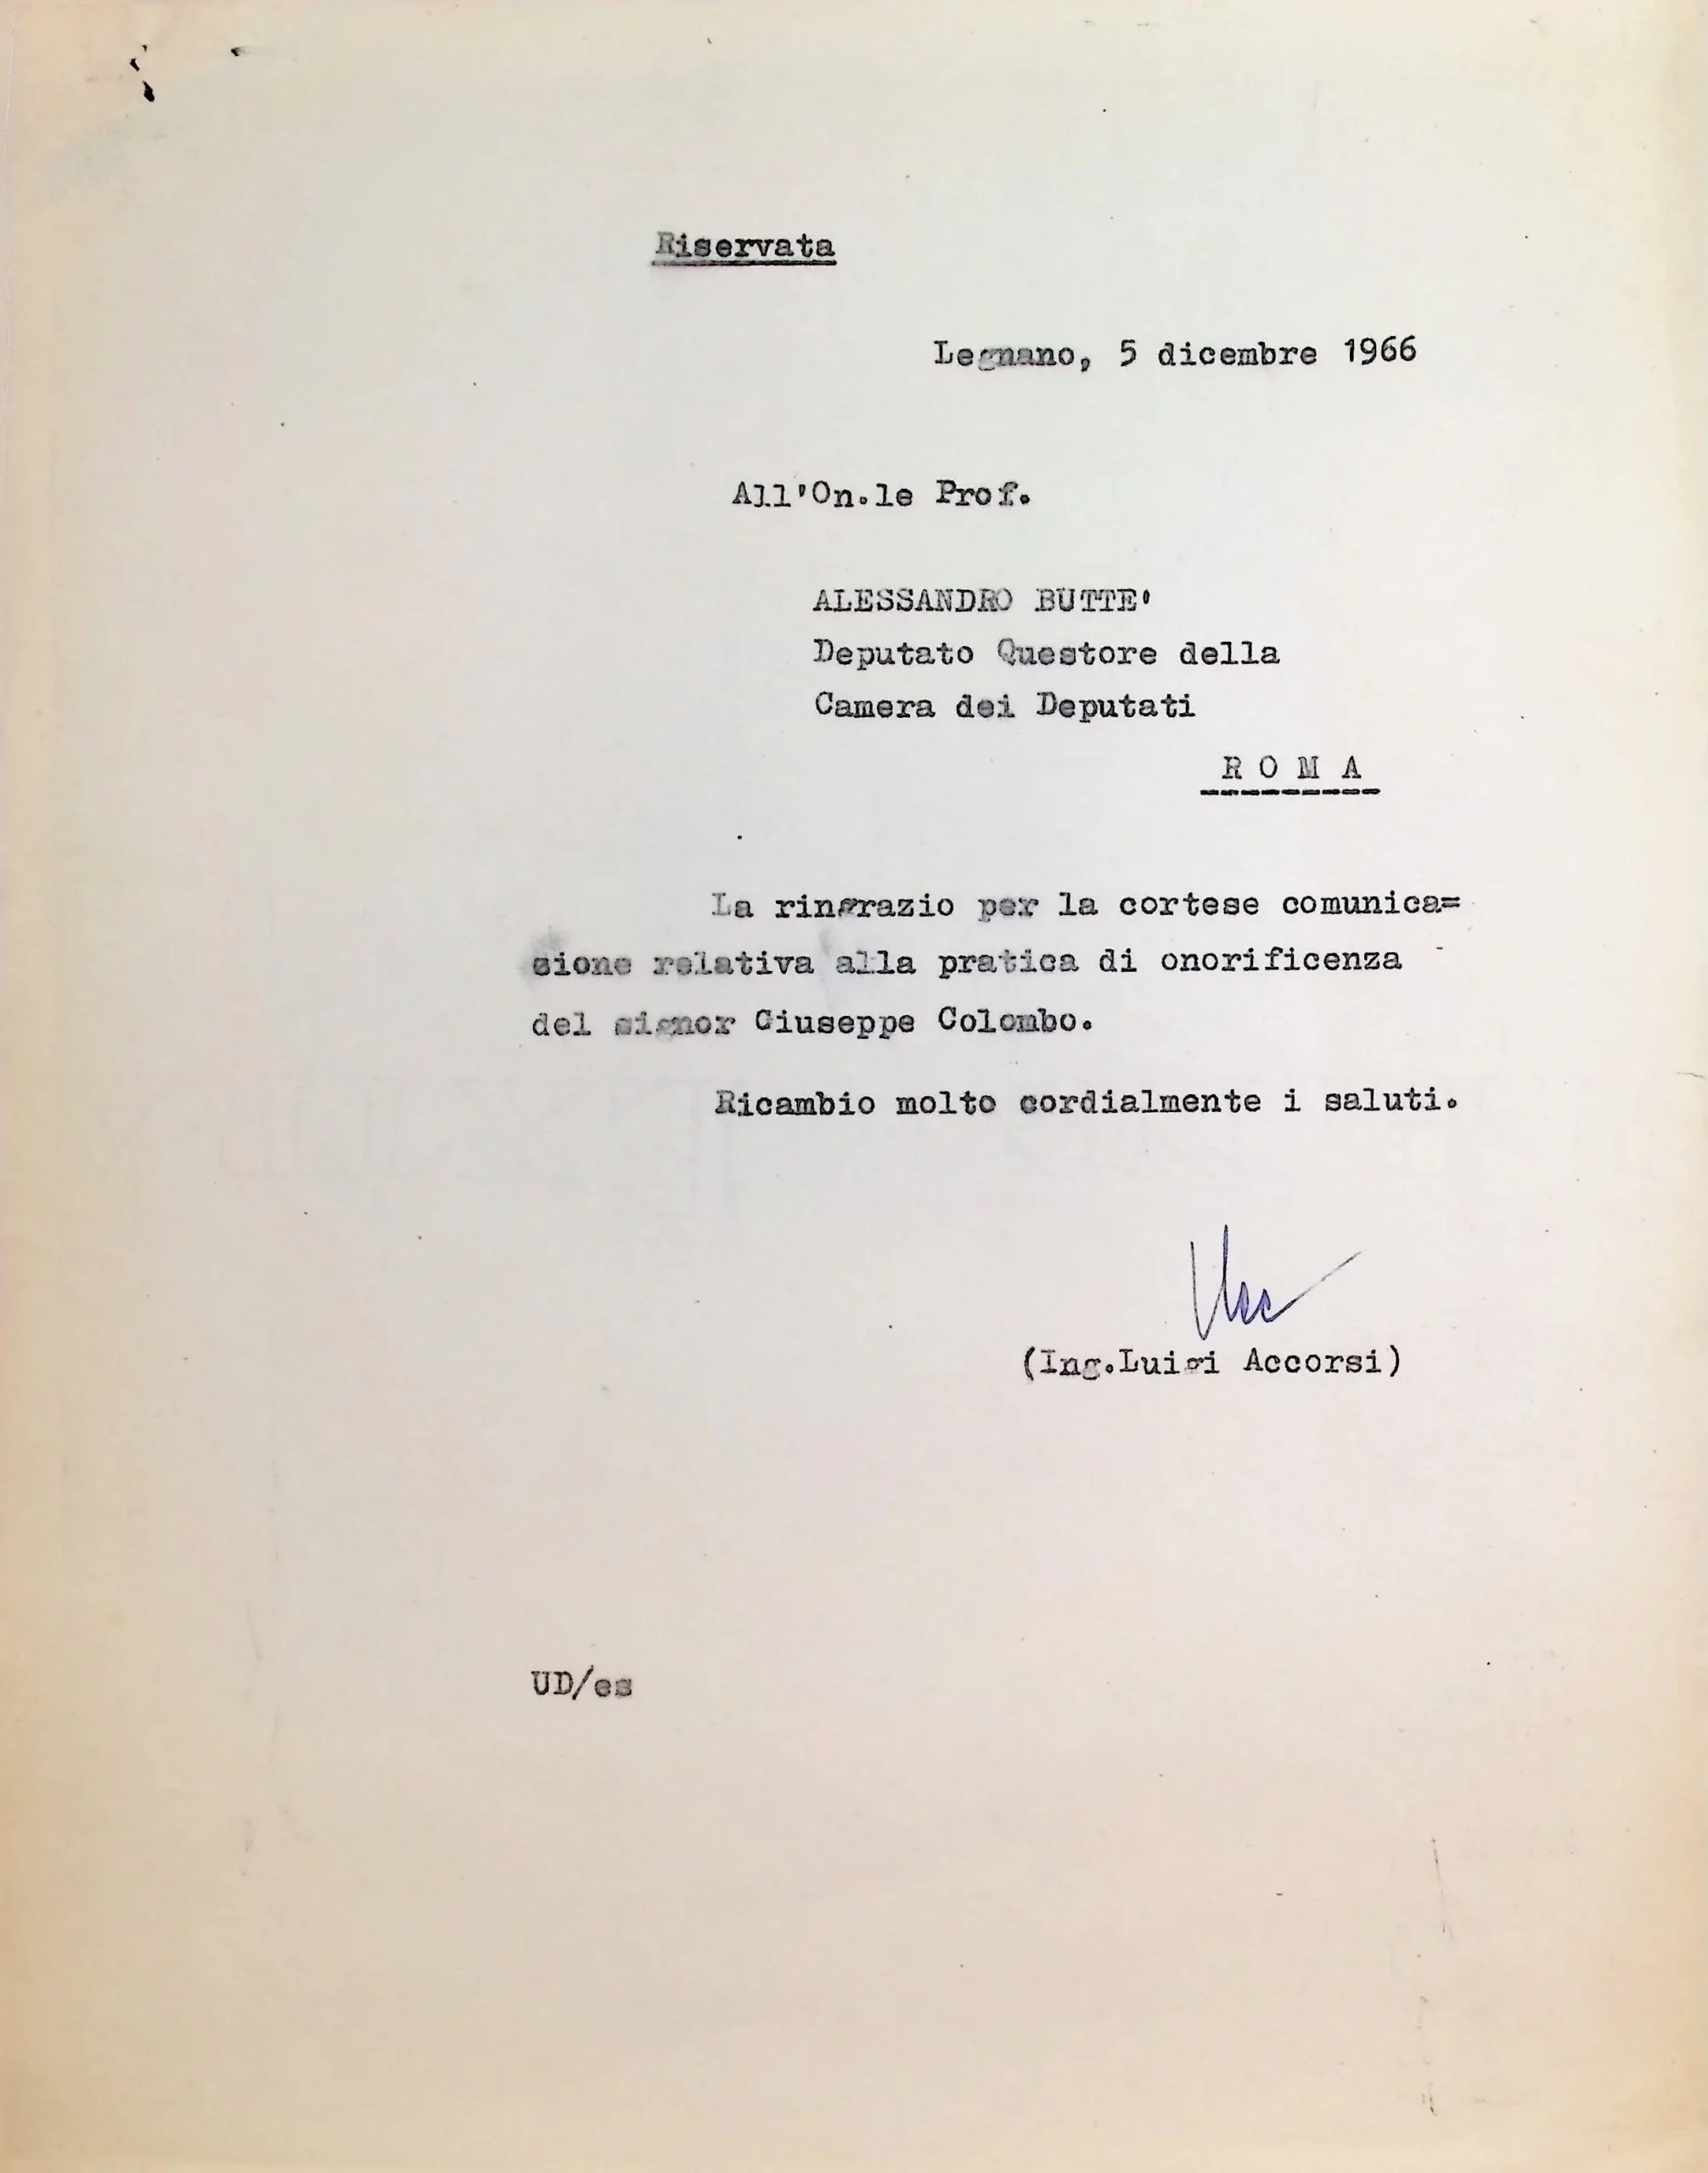 Riservata
Legnano, 5 dicembre 1966
All'On.le Prof.
ALESSANDRO BUTTE'
Deputato Questore della
Camera dei Deputati
R O M A
La ringrazio per la cortese comunica=
zione relativa alla pratica di onorificenza
del signor Giuseppe Colombo.
Ricambio molto cordialmente i saluti.
(Ing.Luigi Accorsi)
UD/es